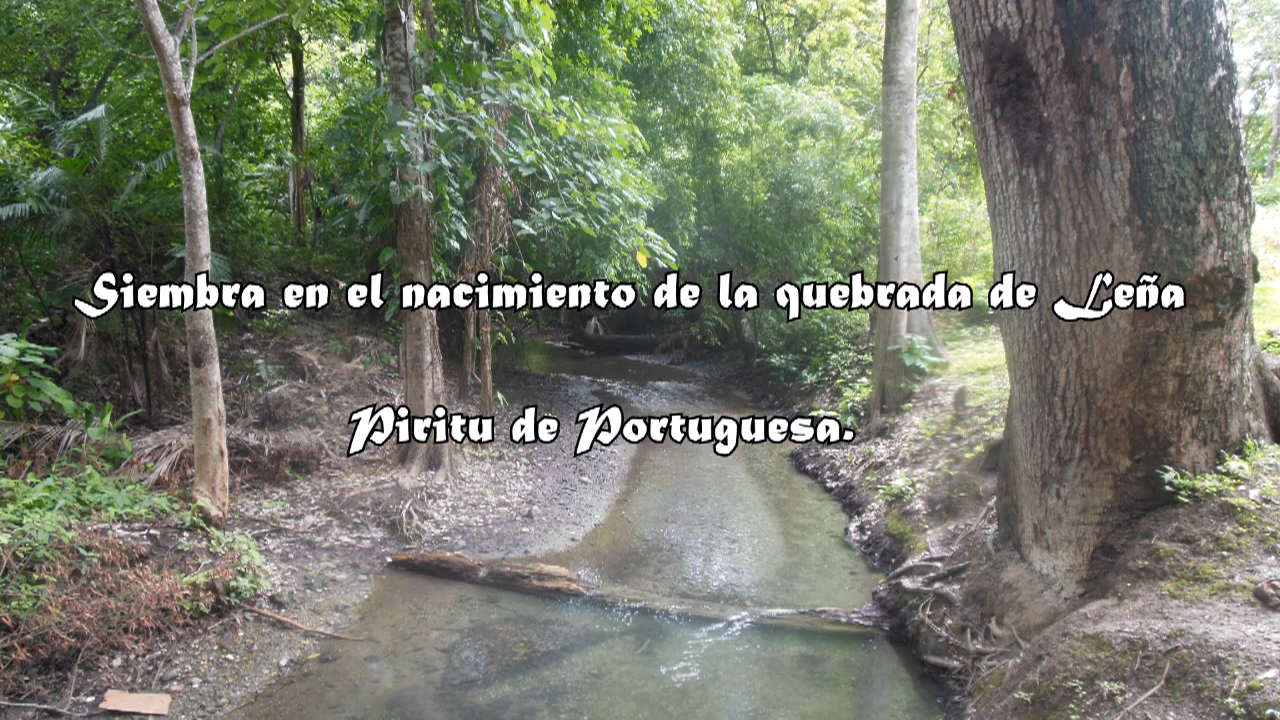 Siembra en el nacimiento de la quebrada de Leña
Piritu de Portuguesa.